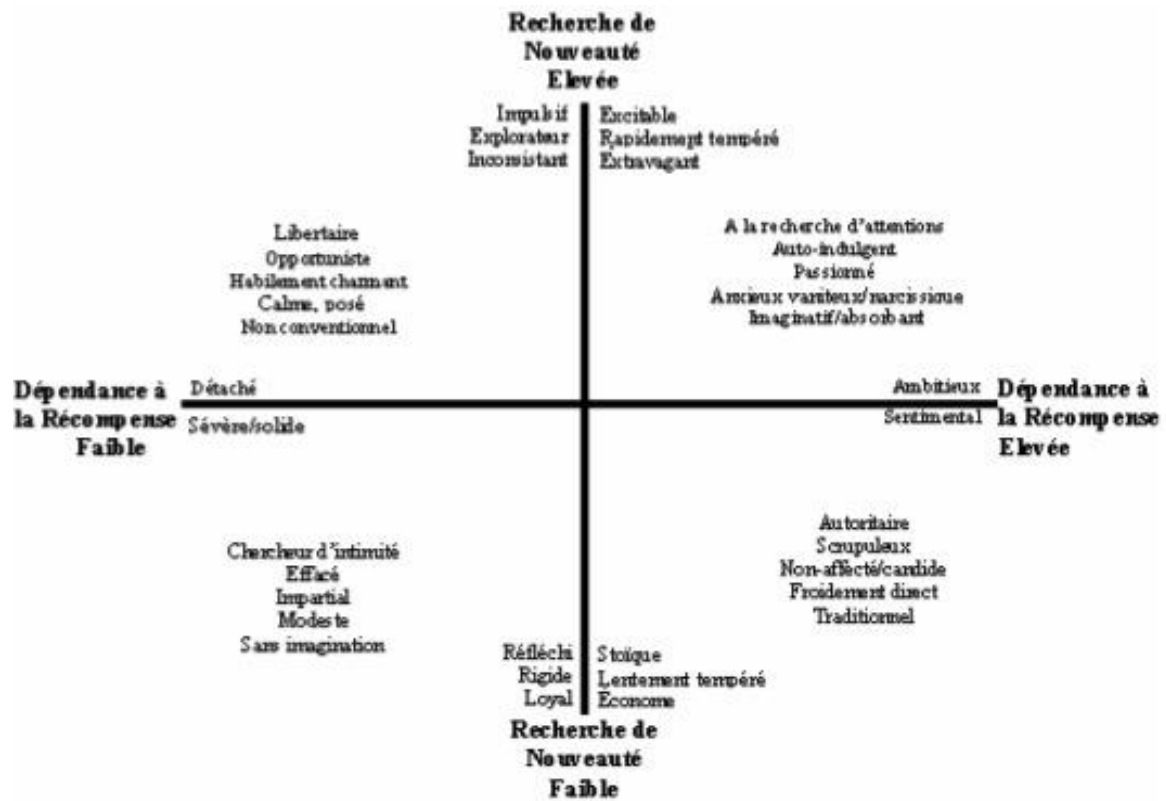 Recherche de
Nouveauté
Elevée
Impulsif
Excitable
Explorateur
Rapidement tempéré
Inconsistant
Extravagant
Libertaire
Opportuniste
Habilement charmant
Calme, posé
Non conventionnel
A la recherche d'attentions
Auto-indulgent
Passionné
Anxieux vaniteux/narcissique
Imaginatif/absorbant
Dépendance à
la Récompense
Faible
Détaché
Sévère/solide
Ambitieux
Sentimental
Dépendance à
la Récompense
Elevée
Chercheur d'intimité
Effacé
Impartial
Modeste
Sans imagination
Autoritaire
Scrupuleux
Non-affecté/candide
Froidement direct
Traditionnel
Réfléchi
Stoïque
Rigide
Lentement tempéré
Loyal
Econome
Recherche de
Nouveauté
Faible